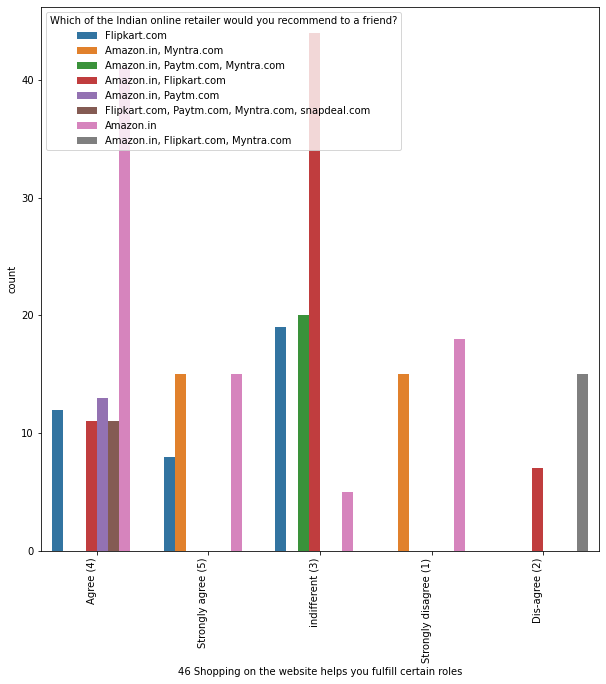 Which of the Indian online retailer would you recommend to a friend?
Flipkart.com
Amazon.in, Myntra.com
Amazon.in, Paytm.com, Myntra.com
Amazon.in, Flipkart.com
Amazon.in, Paytm.com
Flipkart.com, Paytm.com, Myntra.com, snapdeal.com
Amazon.in
Amazon.in, Flipkart.com, Myntra.com
40
30
20
10
0
count
Agree (4)
Strongly agree (5)
indifferent (3)
Strongly disagree (1)
Dis-agree (2)
46 Shopping on the website helps you fulfill certain roles